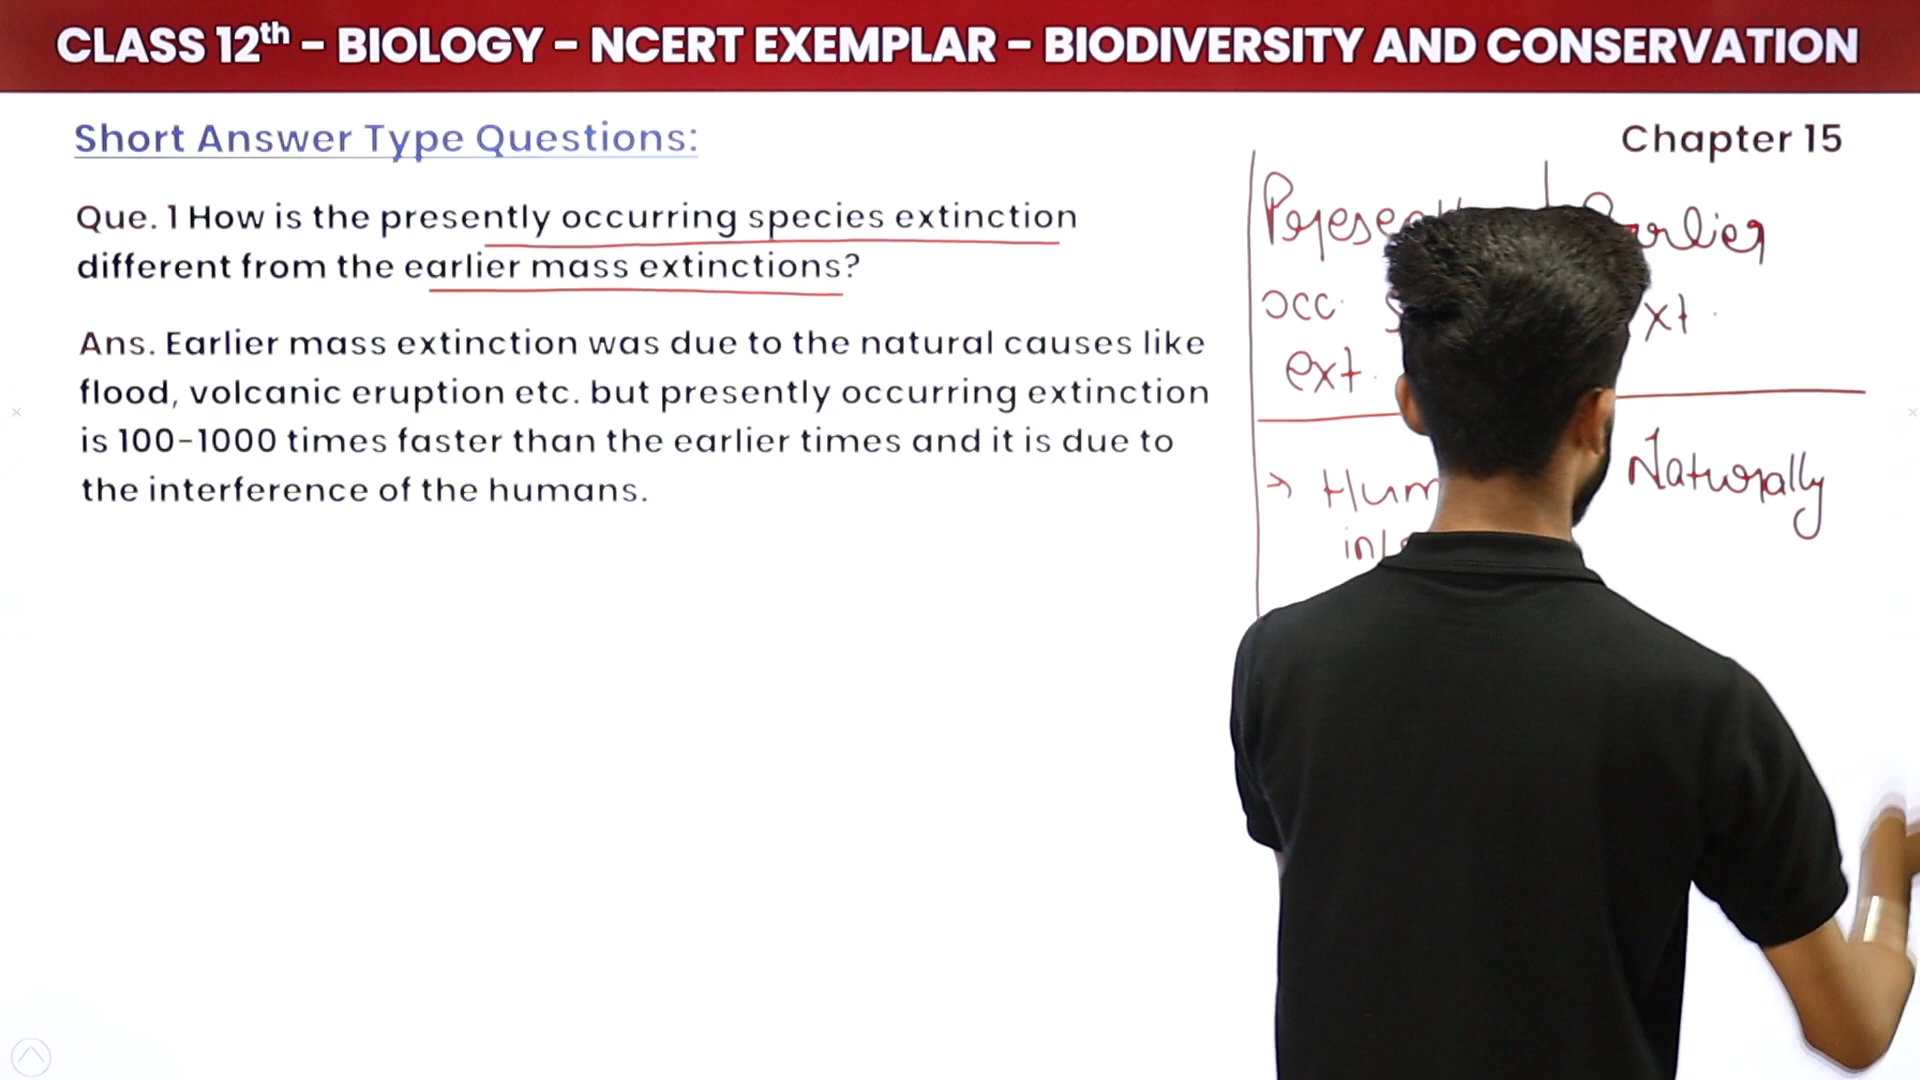 CLASS 12th – BIOLOGY – NCERT EXEMPLAR – BIODIVERSITY AND CONSERVATION
Short Answer Type Questions:
Chapter 15
Que. 1 How is the presently occurring species extinction
different from the earlier mass extinctions?
Ans. Earlier mass extinction was due to the natural causes like
flood, volcanic eruption etc. but presently occurring extinction
is 100-1000 times faster than the earlier times and it is due to
the interference of the humans.
occ.
ext.
Earlier
Naturally